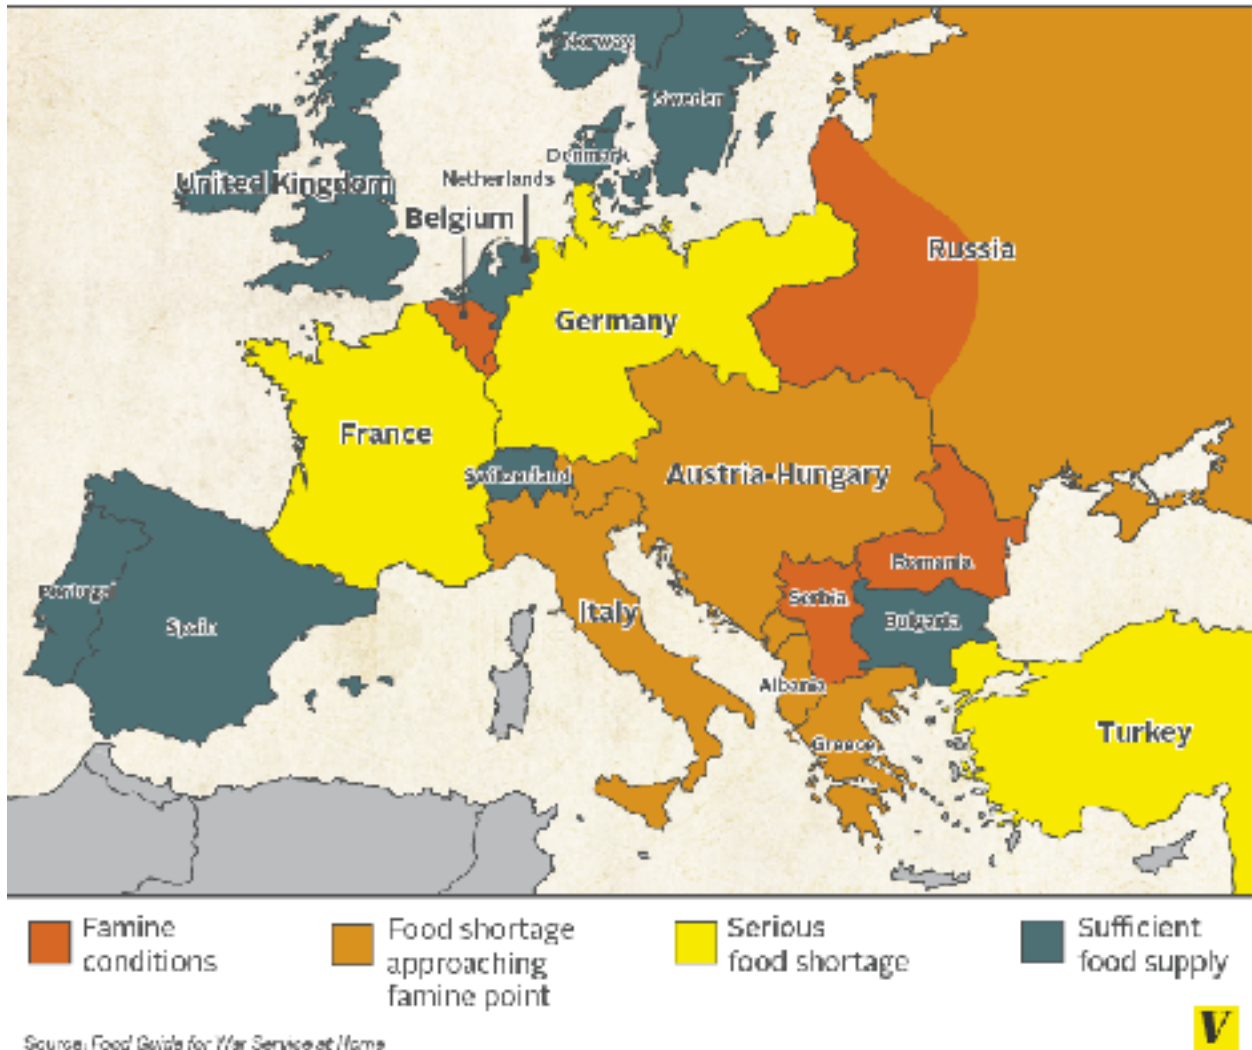 Norway
Sweden
Denmark
United Kingdom
Netherlands
Belgium
Russia
Germany
France
Switzerland
Austria-Hungary
Romania
Portugal
Serbia
Italy
Spain
Bulgaria
Albania
Turkey
Greece
Famine
conditions
Food shortage
approaching
famine point
Serious
food shortage
Sufficient
food supply
V
Source: Food Guide for War Service at Home